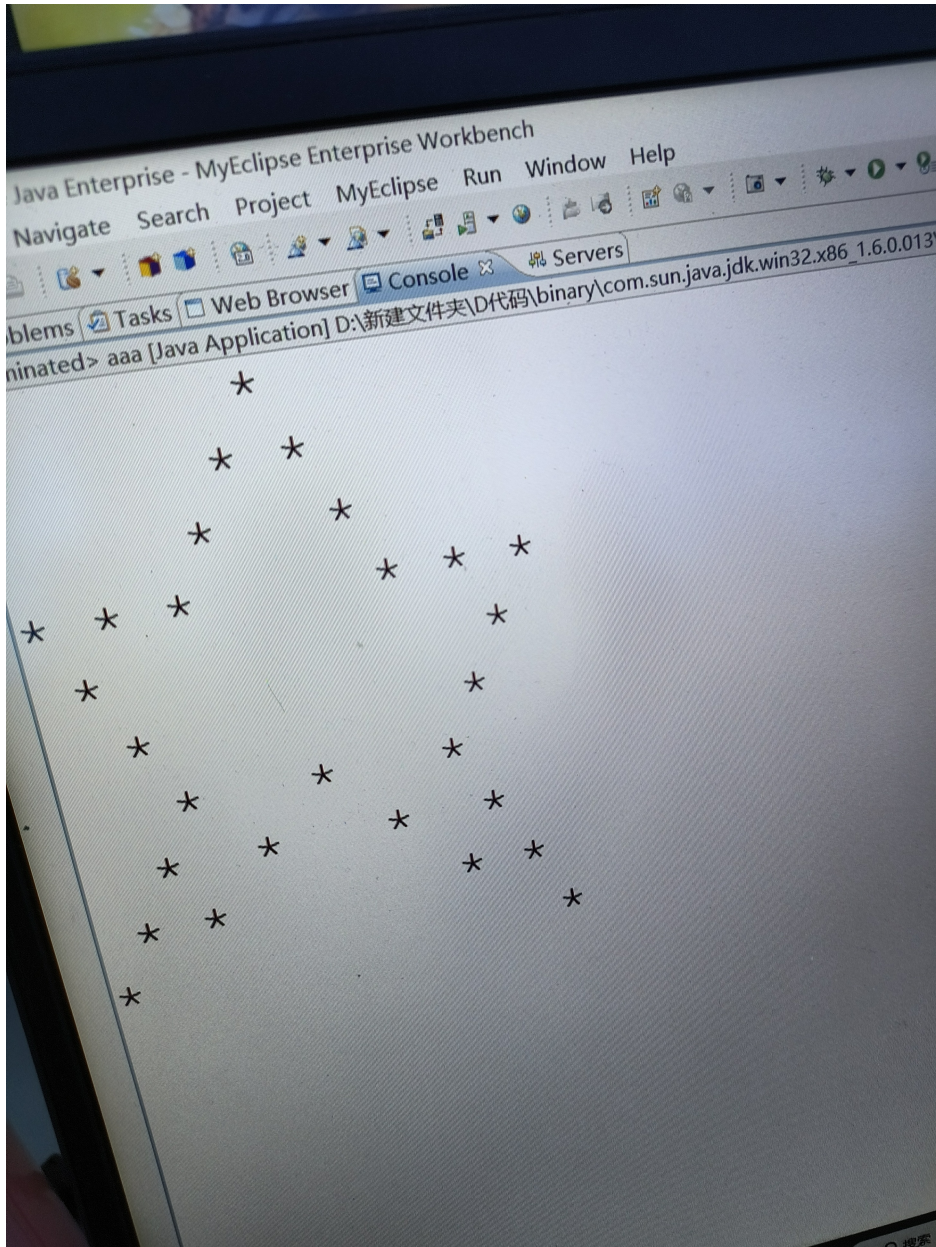 Java Enterprise - MyEclipse Enterprise Workbench
Navigate Search Project MyEclipse Run Window Help
Tasks Web Browser Console Servers
aaa [Java Application] D:\新建文件夹\D代码\binary\com.sun.java.jdk.win32.x86_1.6.0.013
*
* *
* *
* * *
* * * *
*
* *
* *
* * *
* * *
* * * *
* * *
*
搜索